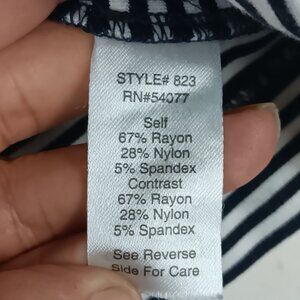 STYLE# 823
RN#54077
Self
67% Rayon
28% Nylon
5% Spandex
Contrast
67% Rayon
28% Nylon
5% Spandex
See Reverse
Side For Care